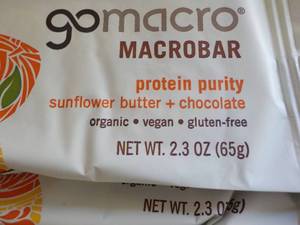 gomacro®
MACROBAR
protein purity
sunflower butter + chocolate
organic • vegan • gluten-free
NET WT. 2.3 OZ (65g)
NET WT. 2.3